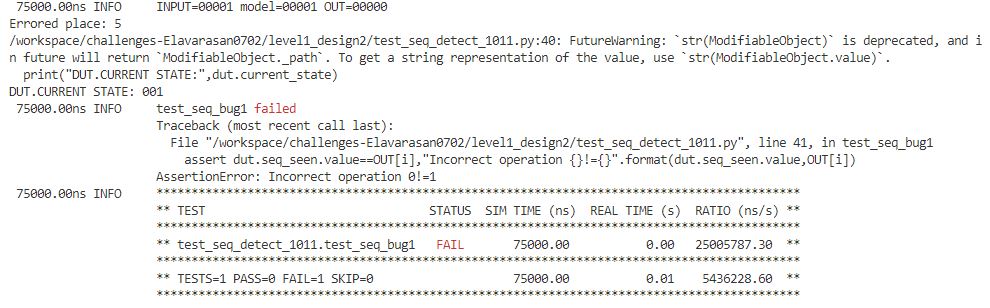 75000.00ns INFO     INPUT=00001 model=00001 OUT=00000
Errored place: 5
/workspace/challenges-Elavarasan0702/level1_design2/test_seq_detect_1011.py:40: FutureWarning: `str(ModifiableObject)` is deprecated, and i
n future will return `ModifiableObject._path`. To get a string representation of the value, use `str(ModifiableObject.value)`.
  print("DUT.CURRENT STATE:",dut.current_state)
DUT.CURRENT STATE: 001
75000.00ns INFO     test_seq_bug1 failed
Traceback (most recent call last):
  File "/workspace/challenges-Elavarasan0702/level1_design2/test_seq_detect_1011.py", line 41, in test_seq_bug1
    assert dut.seq_seen.value==OUT[i],"Incorrect operation {}!={}".format(dut.seq_seen.value,OUT[i])
AssertionError: Incorrect operation 0!=1
75000.00ns INFO     ******************************************************************************************
** TEST                              STATUS  SIM TIME (ns)  REAL TIME (s)  RATIO (ns/s) **
******************************************************************************************
** test_seq_detect_1011.test_seq_bug1   FAIL       75000.00           0.00   25005787.30  **
******************************************************************************************
** TESTS=1 PASS=0 FAIL=1 SKIP=0                    75000.00           0.01    5436228.60  **
******************************************************************************************